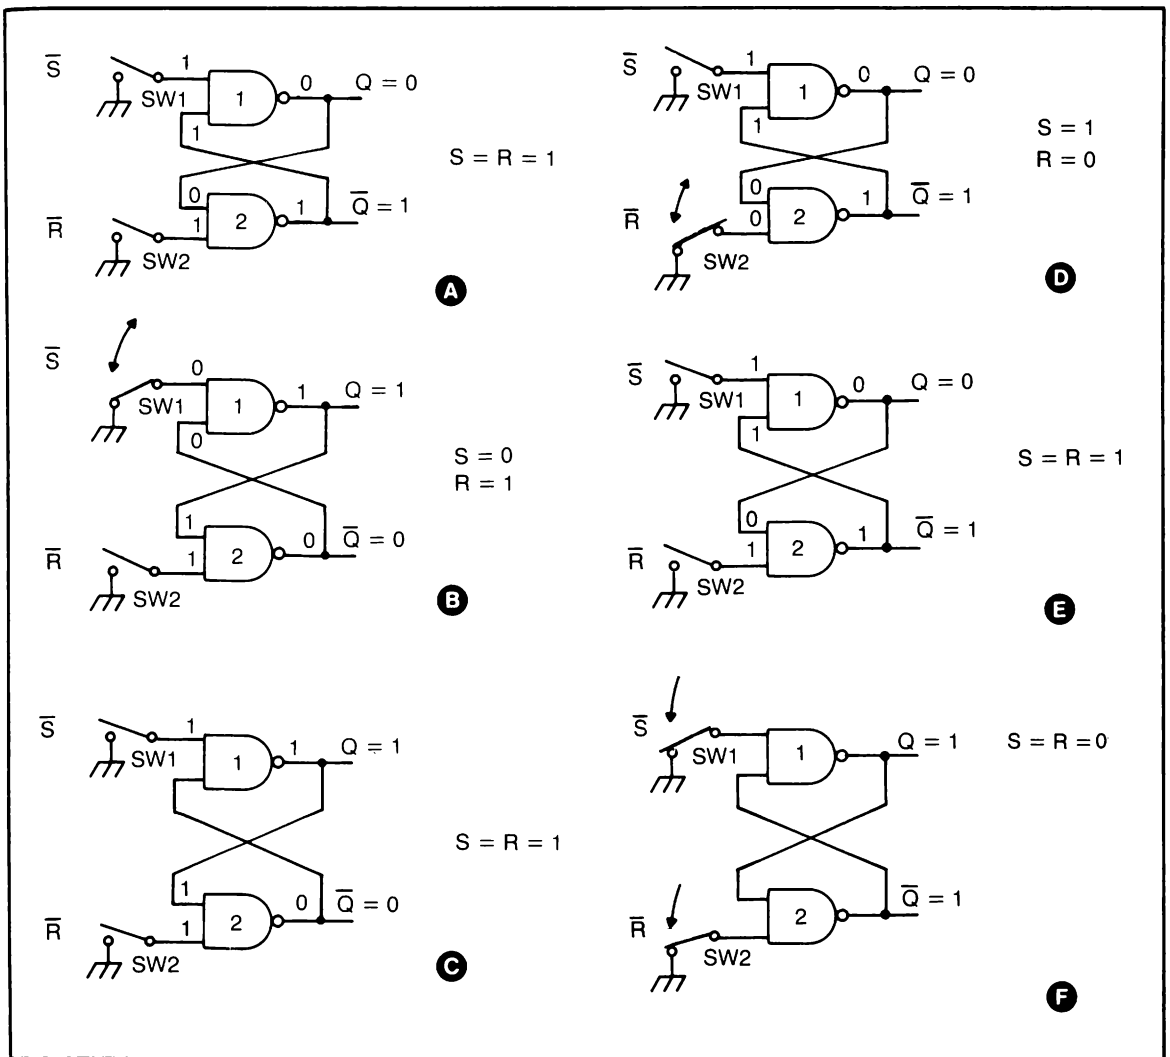 S̅
1
SW1
1
1
0
Q = 0
S = R = 1
R̅
0
1
SW2
2
1
Q̅ = 1
A
S̅
0
SW1
0
1
1
Q = 1
S = 0
R = 1
R̅
1
1
SW2
2
0
Q̅ = 0
B
S̅
1
SW1
1
1
Q = 1
S = R = 1
R̅
1
1
SW2
2
0
Q̅ = 0
C
S̅
1
SW1
1
1
0
Q = 0
S = 1
R = 0
R̅
0
0
SW2
2
1
Q̅ = 1
D
S̅
1
SW1
1
1
0
Q = 0
S = R = 1
R̅
0
1
SW2
2
1
Q̅ = 1
E
S̅
SW1
1
Q = 1
S = R = 0
R̅
SW2
2
Q̅ = 1
F